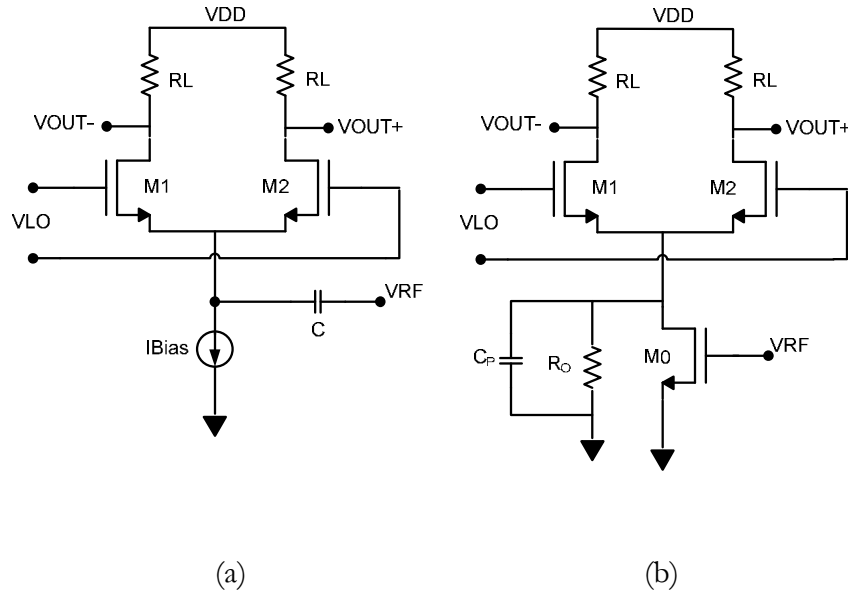 VDD
VDD
RL
RL
RL
RL
VOUT-
VOUT+
VOUT-
VOUT+
M1
M2
M1
M2
VLO
VLO
VRF
C
IBias
CP
RO
M0
VRF
(a)
(b)